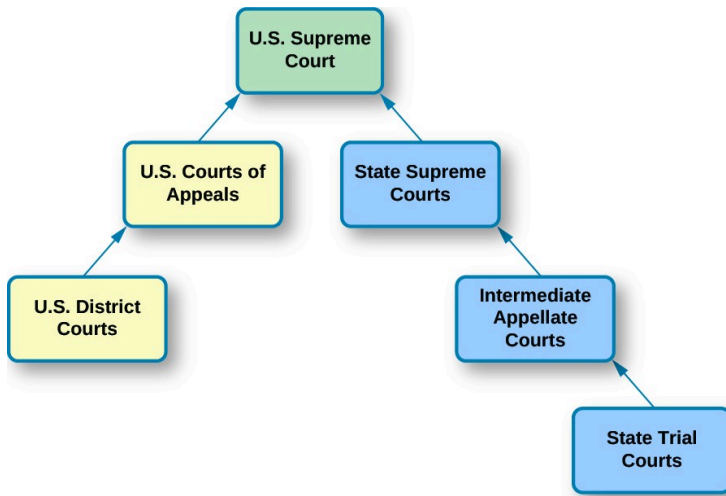 U.S. Supreme
Court
U.S. Courts of
Appeals
State Supreme
Courts
U.S. District
Courts
Intermediate
Appellate
Courts
State Trial
Courts